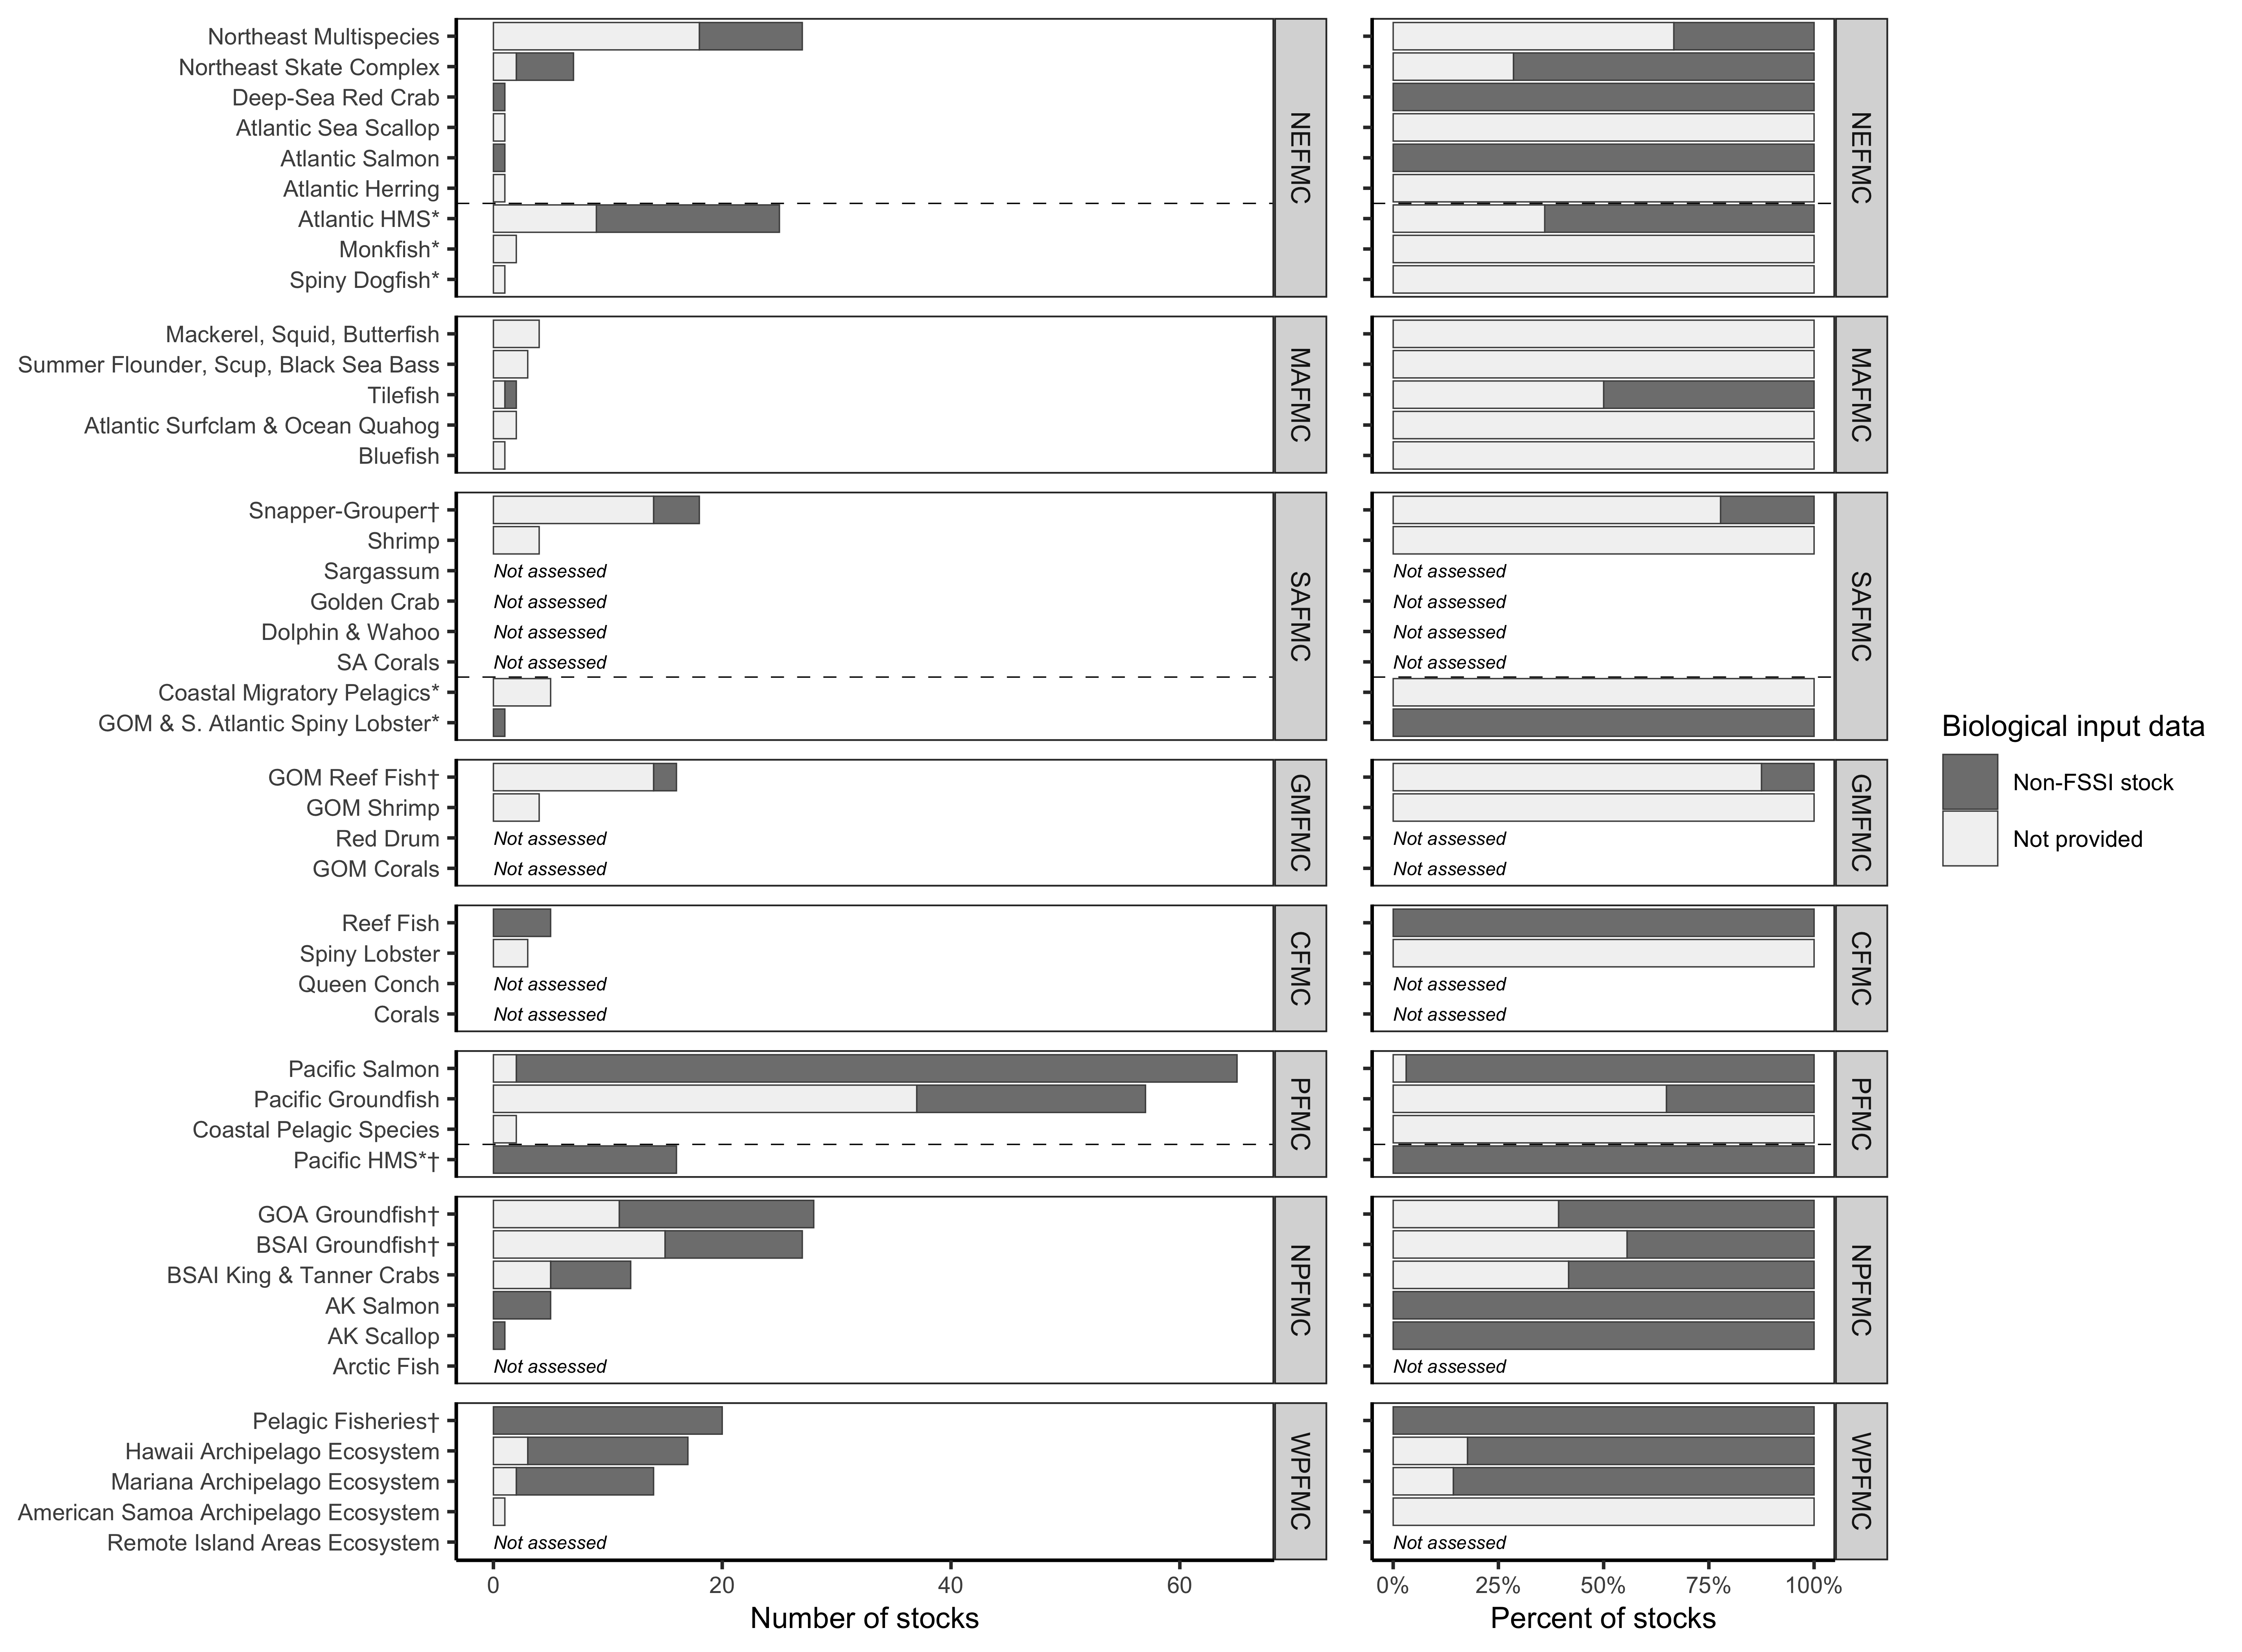 Northeast Multispecies
Northeast Skate Complex
Deep-Sea Red Crab
Atlantic Sea Scallop
Atlantic Salmon
Atlantic Herring
Atlantic HMS*
Monkfish*
Spiny Dogfish*
NEFMC
NEFMC
Mackerel, Squid, Butterfish
Summer Flounder, Scup, Black Sea Bass
Tilefish
Atlantic Surfclam & Ocean Quahog
Bluefish
MAFMC
MAFMC
Snapper-Grouper†
Shrimp
Sargassum Not assessed Not assessed
Golden Crab Not assessed Not assessed
Dolphin & Wahoo Not assessed Not assessed
SA Corals Not assessed Not assessed
Coastal Migratory Pelagics*
GOM & S. Atlantic Spiny Lobster*
SAFMC
SAFMC
GOM Reef Fish†
GOM Shrimp
Red Drum Not assessed Not assessed
GOM Corals Not assessed Not assessed
GMFMC
GMFMC
Reef Fish
Spiny Lobster
Queen Conch Not assessed Not assessed
Corals Not assessed Not assessed
CFMC
CFMC
Pacific Salmon
Pacific Groundfish
Coastal Pelagic Species
Pacific HMS*†
PFMC
PFMC
GOA Groundfish†
BSAI Groundfish†
BSAI King & Tanner Crabs
AK Salmon
AK Scallop
Arctic Fish Not assessed Not assessed
NPFMC
NPFMC
Pelagic Fisheries†
Hawaii Archipelago Ecosystem
Mariana Archipelago Ecosystem
American Samoa Archipelago Ecosystem
Remote Island Areas Ecosystem Not assessed Not assessed
WPFMC
WPFMC
0 20 40 60
Number of stocks
0% 25% 50% 75% 100%
Percent of stocks
Biological input data
Non-FSSI stock
Not provided